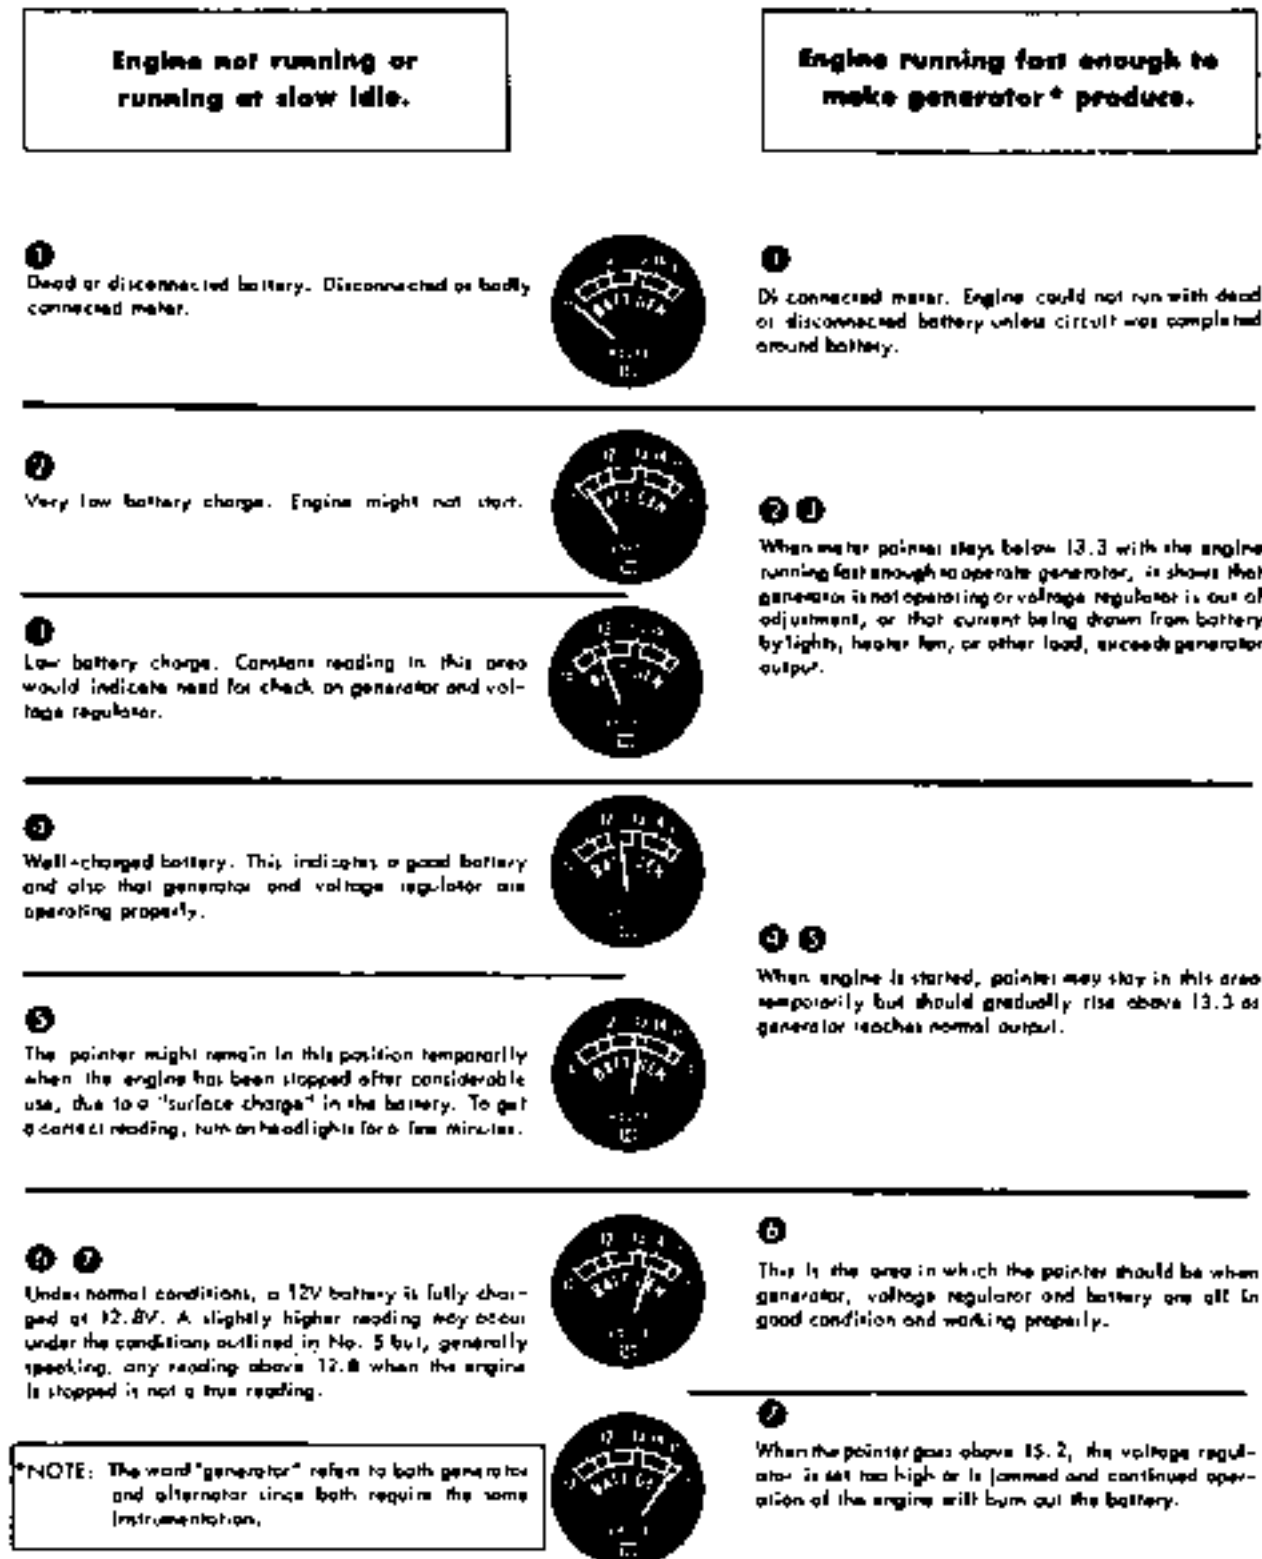 Engine not running or
running at slow idle.
Engine running fast enough to
make generator* produce.
1
Dead or disconnected battery. Disconnected or badly
connected meter.
1
Disconnected meter. Engine could not run with dead
or disconnected battery unless circuit was completed
around battery.
2
Very low battery charge. Engine might not start.
3
Low battery charge. Constant reading in this area
would indicate need for check on generator and vol-
tage regulator.
2 3
When meter pointer stays below 13.3 with the engine
running fast enough to operate generator, it shows that
generator is not operating or voltage regulator is out of
adjustment, or that current being drawn from battery
by lights, heater fan, or other load, exceeds generator
output.
4
Well-charged battery. This indicates a good battery
and also that generator and voltage regulator are
operating properly.
5
The pointer might remain in this position temporarily
when the engine has been stopped after considerable
use, due to a "surface charge" in the battery. To get
a correct reading, turn on headlights for a few minutes.
4 5
When engine is started, pointer may stay in this area
temporarily but should gradually rise above 13.3 as
generator reaches normal output.
6 7
Under normal conditions, a 12V battery is fully char-
ged at 12.8V. A slightly higher reading may occur
under the conditions outlined in No. 5 but, generally
speaking, any reading above 12.8 when the engine
is stopped is not a true reading.
6
This is the area in which the pointer should be when
generator, voltage regulator and battery are all in
good condition and working properly.
7
When the pointer goes above 15.2, the voltage regul-
ator is set too high or is jammed and continued oper-
ation of the engine will burn out the battery.
*NOTE: The word "generator" refers to both generator
and alternator since both require the same
instrumentation.